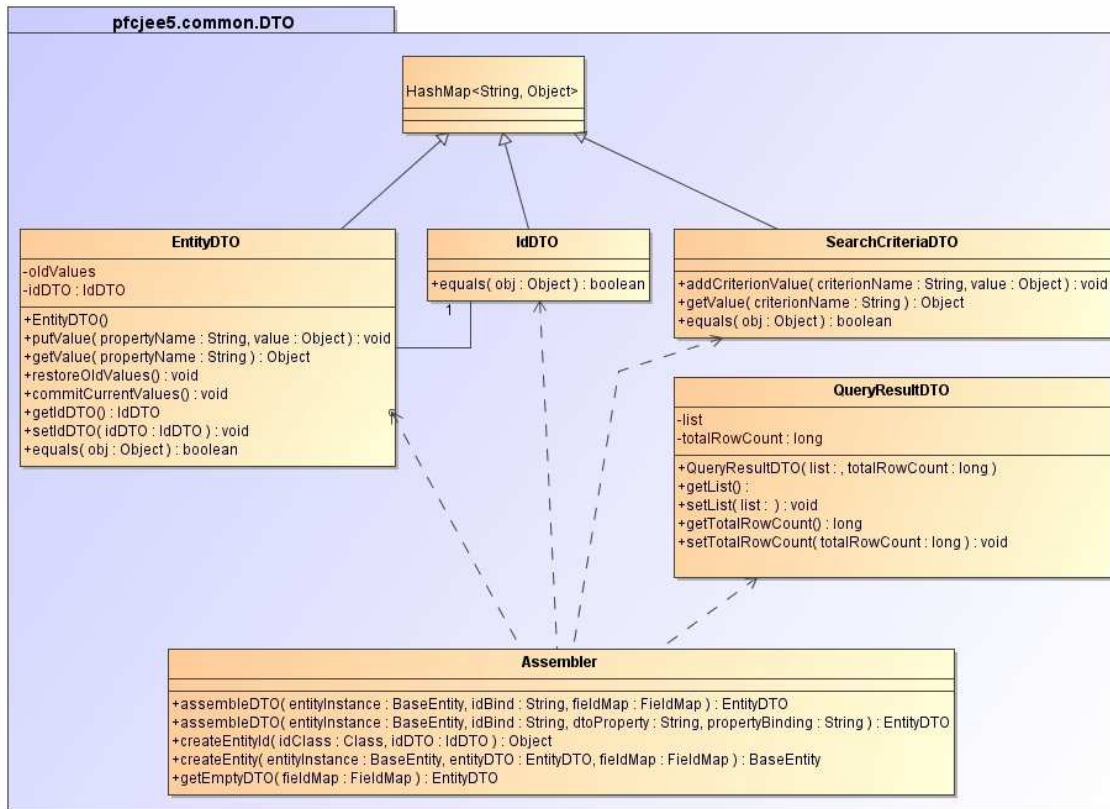 pfcjee5.common.DTO
HashMap<String, Object>
EntityDTO
-oldValues
-idDTO : IdDTO
+EntityDTO()
+putValue( propertyName : String, value : Object ) : void
+getValue( propertyName : String ) : Object
+restoreOldValues() : void
+commitCurrentValues() : void
+getIdDTO() : IdDTO
+setIdDTO( idDTO : IdDTO ) : void
+equals( obj : Object ) : boolean
IdDTO
+equals( obj : Object ) : boolean
1
SearchCriteriaDTO
+addCriterionValue( criterionName : String, value : Object ) : void
+getValue( criterionName : String ) : Object
+equals( obj : Object ) : boolean
QueryResultDTO
-list
-totalRowCount : long
+QueryResultDTO( list : , totalRowCount : long )
+getList() :
+setList( list : ) : void
+getTotalRowCount() : long
+setTotalRowCount( totalRowCount : long ) : void
Assembler
+assembleDTO( entityInstance : BaseEntity, idBind : String, fieldMap : FieldMap ) : EntityDTO
+assembleDTO( entityInstance : BaseEntity, idBind : String, dtoProperty : String, propertyBinding : String ) : EntityDTO
+createEntityId( idClass : Class, idDTO : IdDTO ) : Object
+createEntity( entityInstance : BaseEntity, entityDTO : EntityDTO, fieldMap : FieldMap ) : BaseEntity
+getEmptyDTO( fieldMap : FieldMap ) : EntityDTO